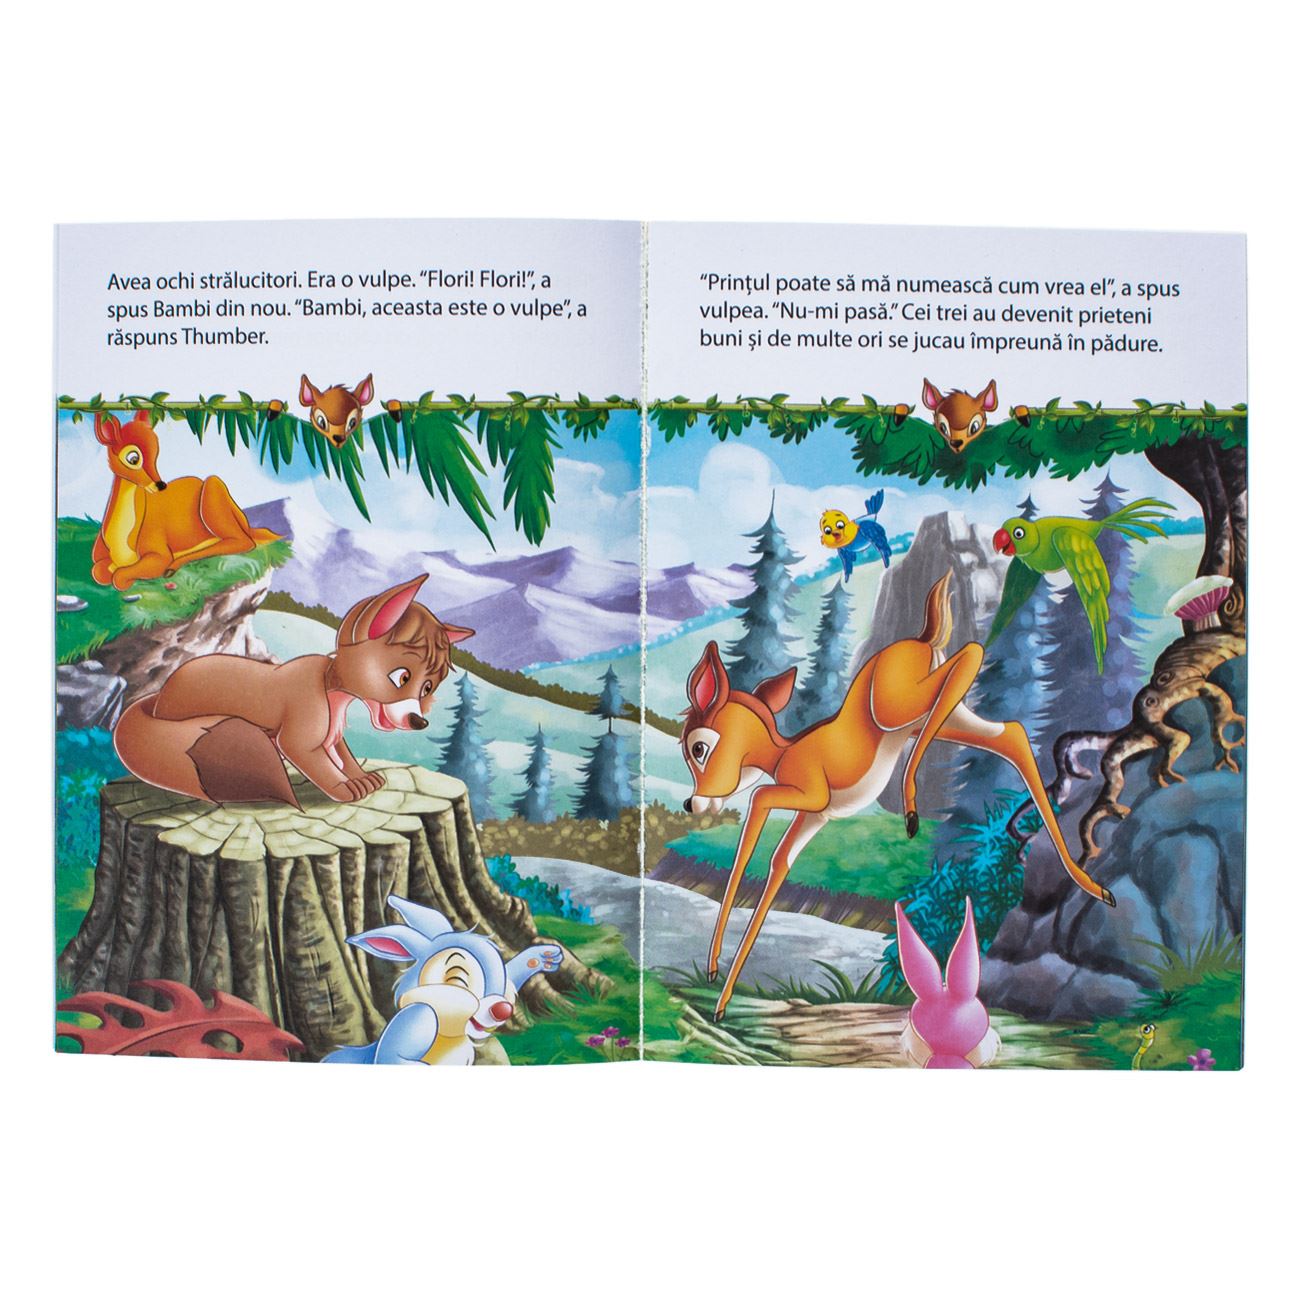 Avea ochi strălucitori. Era o vulpe. “Flori! Flori!”, a
spus Bambi din nou. “Bambi, aceasta este o vulpe”, a
răspuns Thumber.
“Prințul poate să mă numească cum vrea el”, a spus
vulpea. “Nu-mi pasă.” Cei trei au devenit prieteni
buni și de multe ori se jucau împreună în pădure.